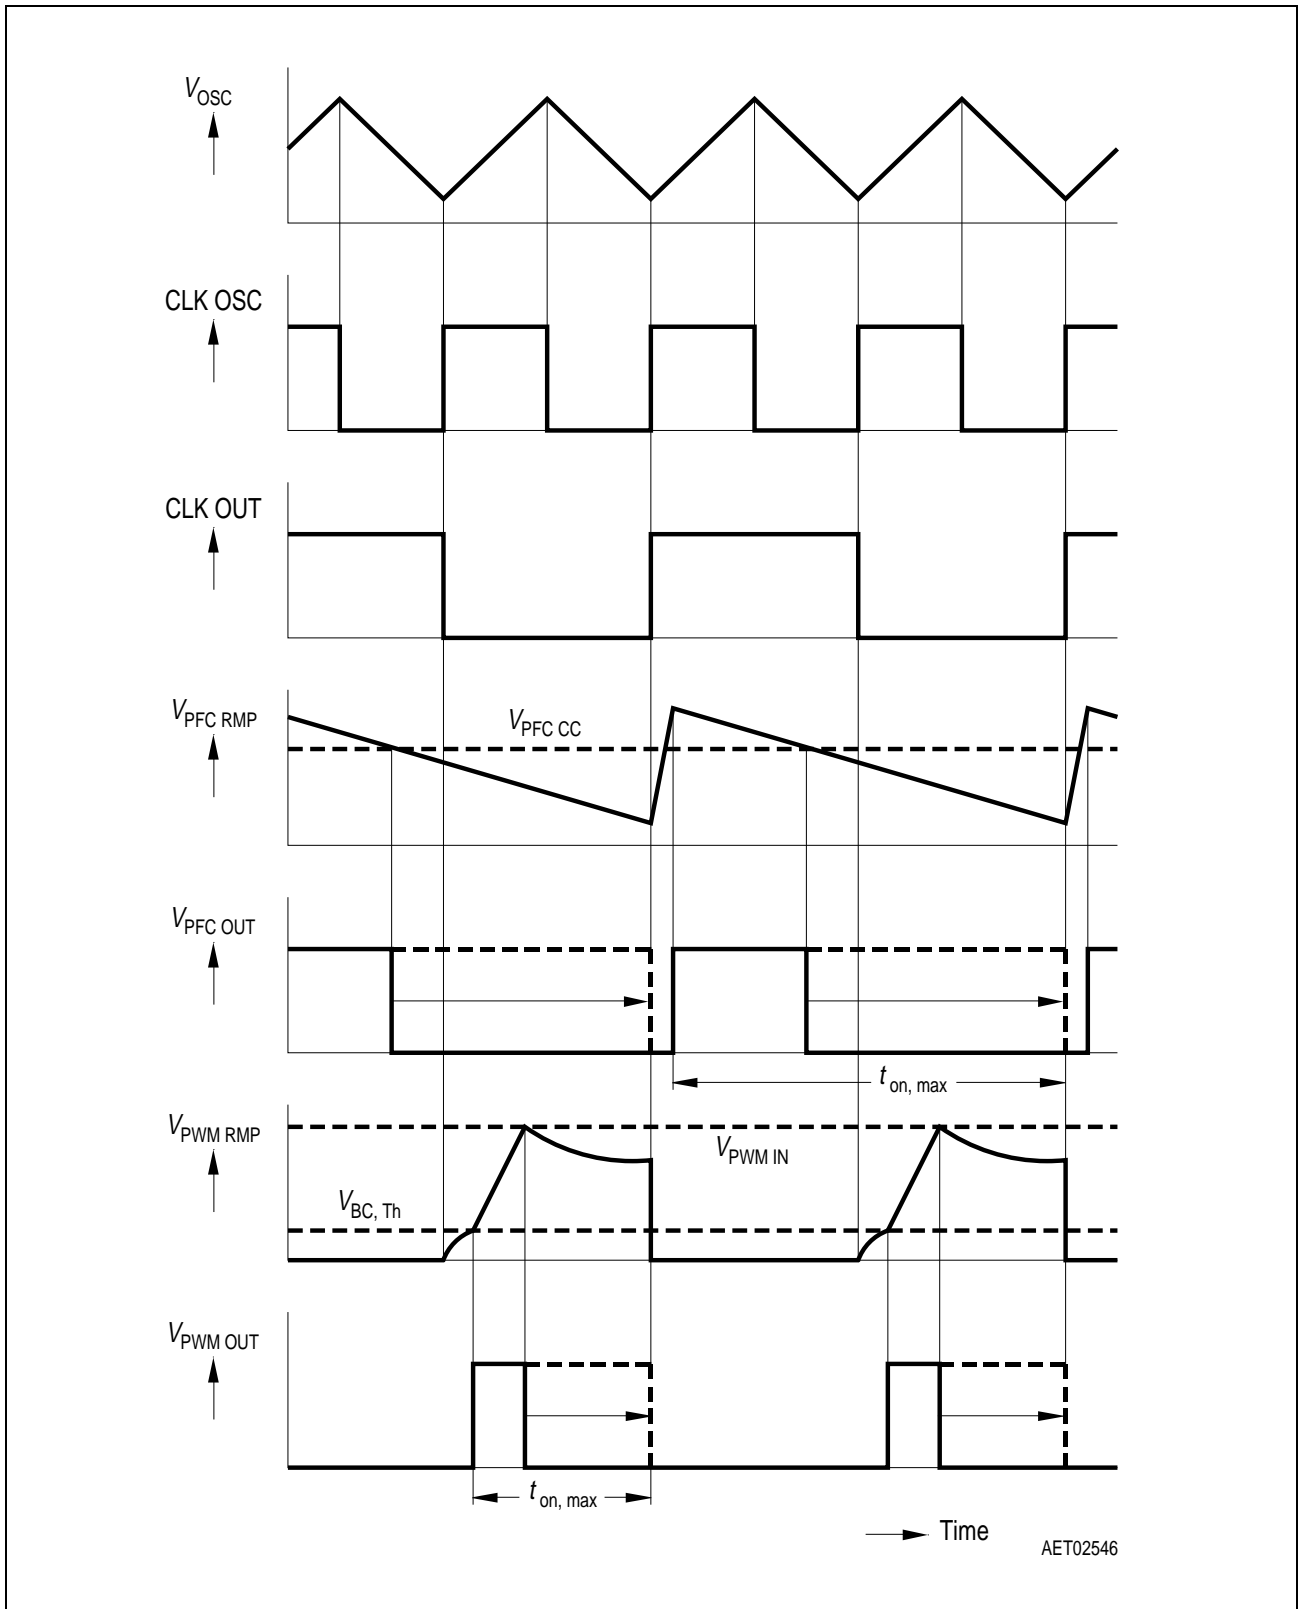 VOSC
CLK OSC
CLK OUT
VPFC RMP
VPFC CC
VPFC OUT
ton, max
VPWM RMP
VPWM IN
VBC, Th
VPWM OUT
ton, max
Time
AET02546